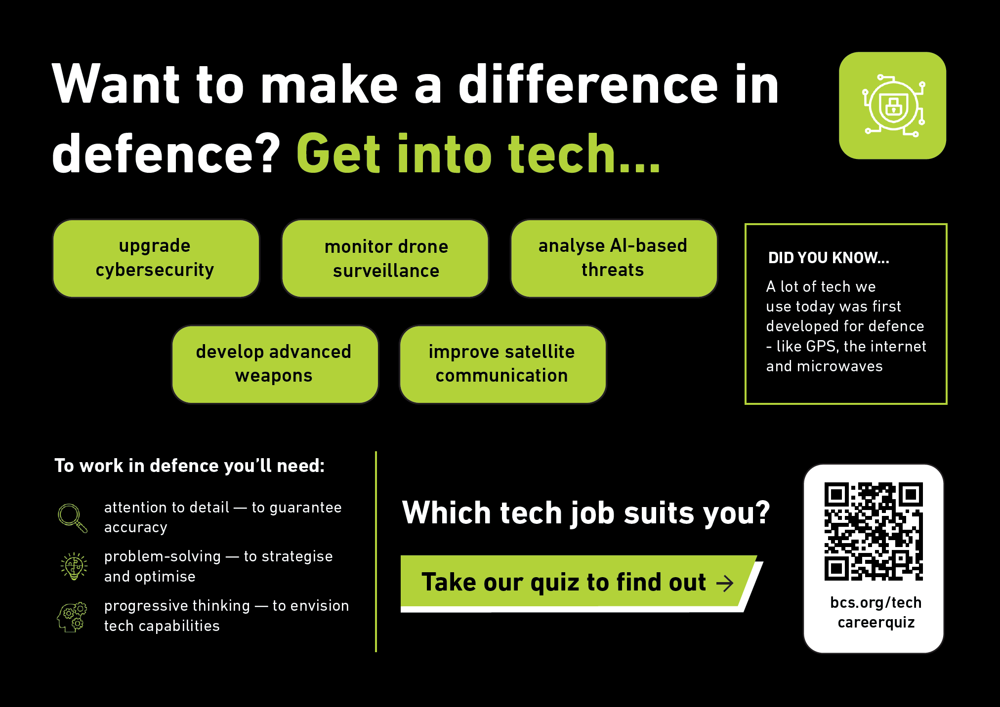 Want to make a difference in
defence? Get into tech...
upgrade
cybersecurity
monitor drone
surveillance
analyse AI-based
threats
develop advanced
weapons
improve satellite
communication
DID YOU KNOW...
A lot of tech we
use today was first
developed for defence
- like GPS, the internet
and microwaves
To work in defence you’ll need:
attention to detail — to guarantee
accuracy
problem-solving — to strategise
and optimise
progressive thinking — to envision
tech capabilities
Which tech job suits you?
Take our quiz to find out →
bcs.org/tech
careerquiz